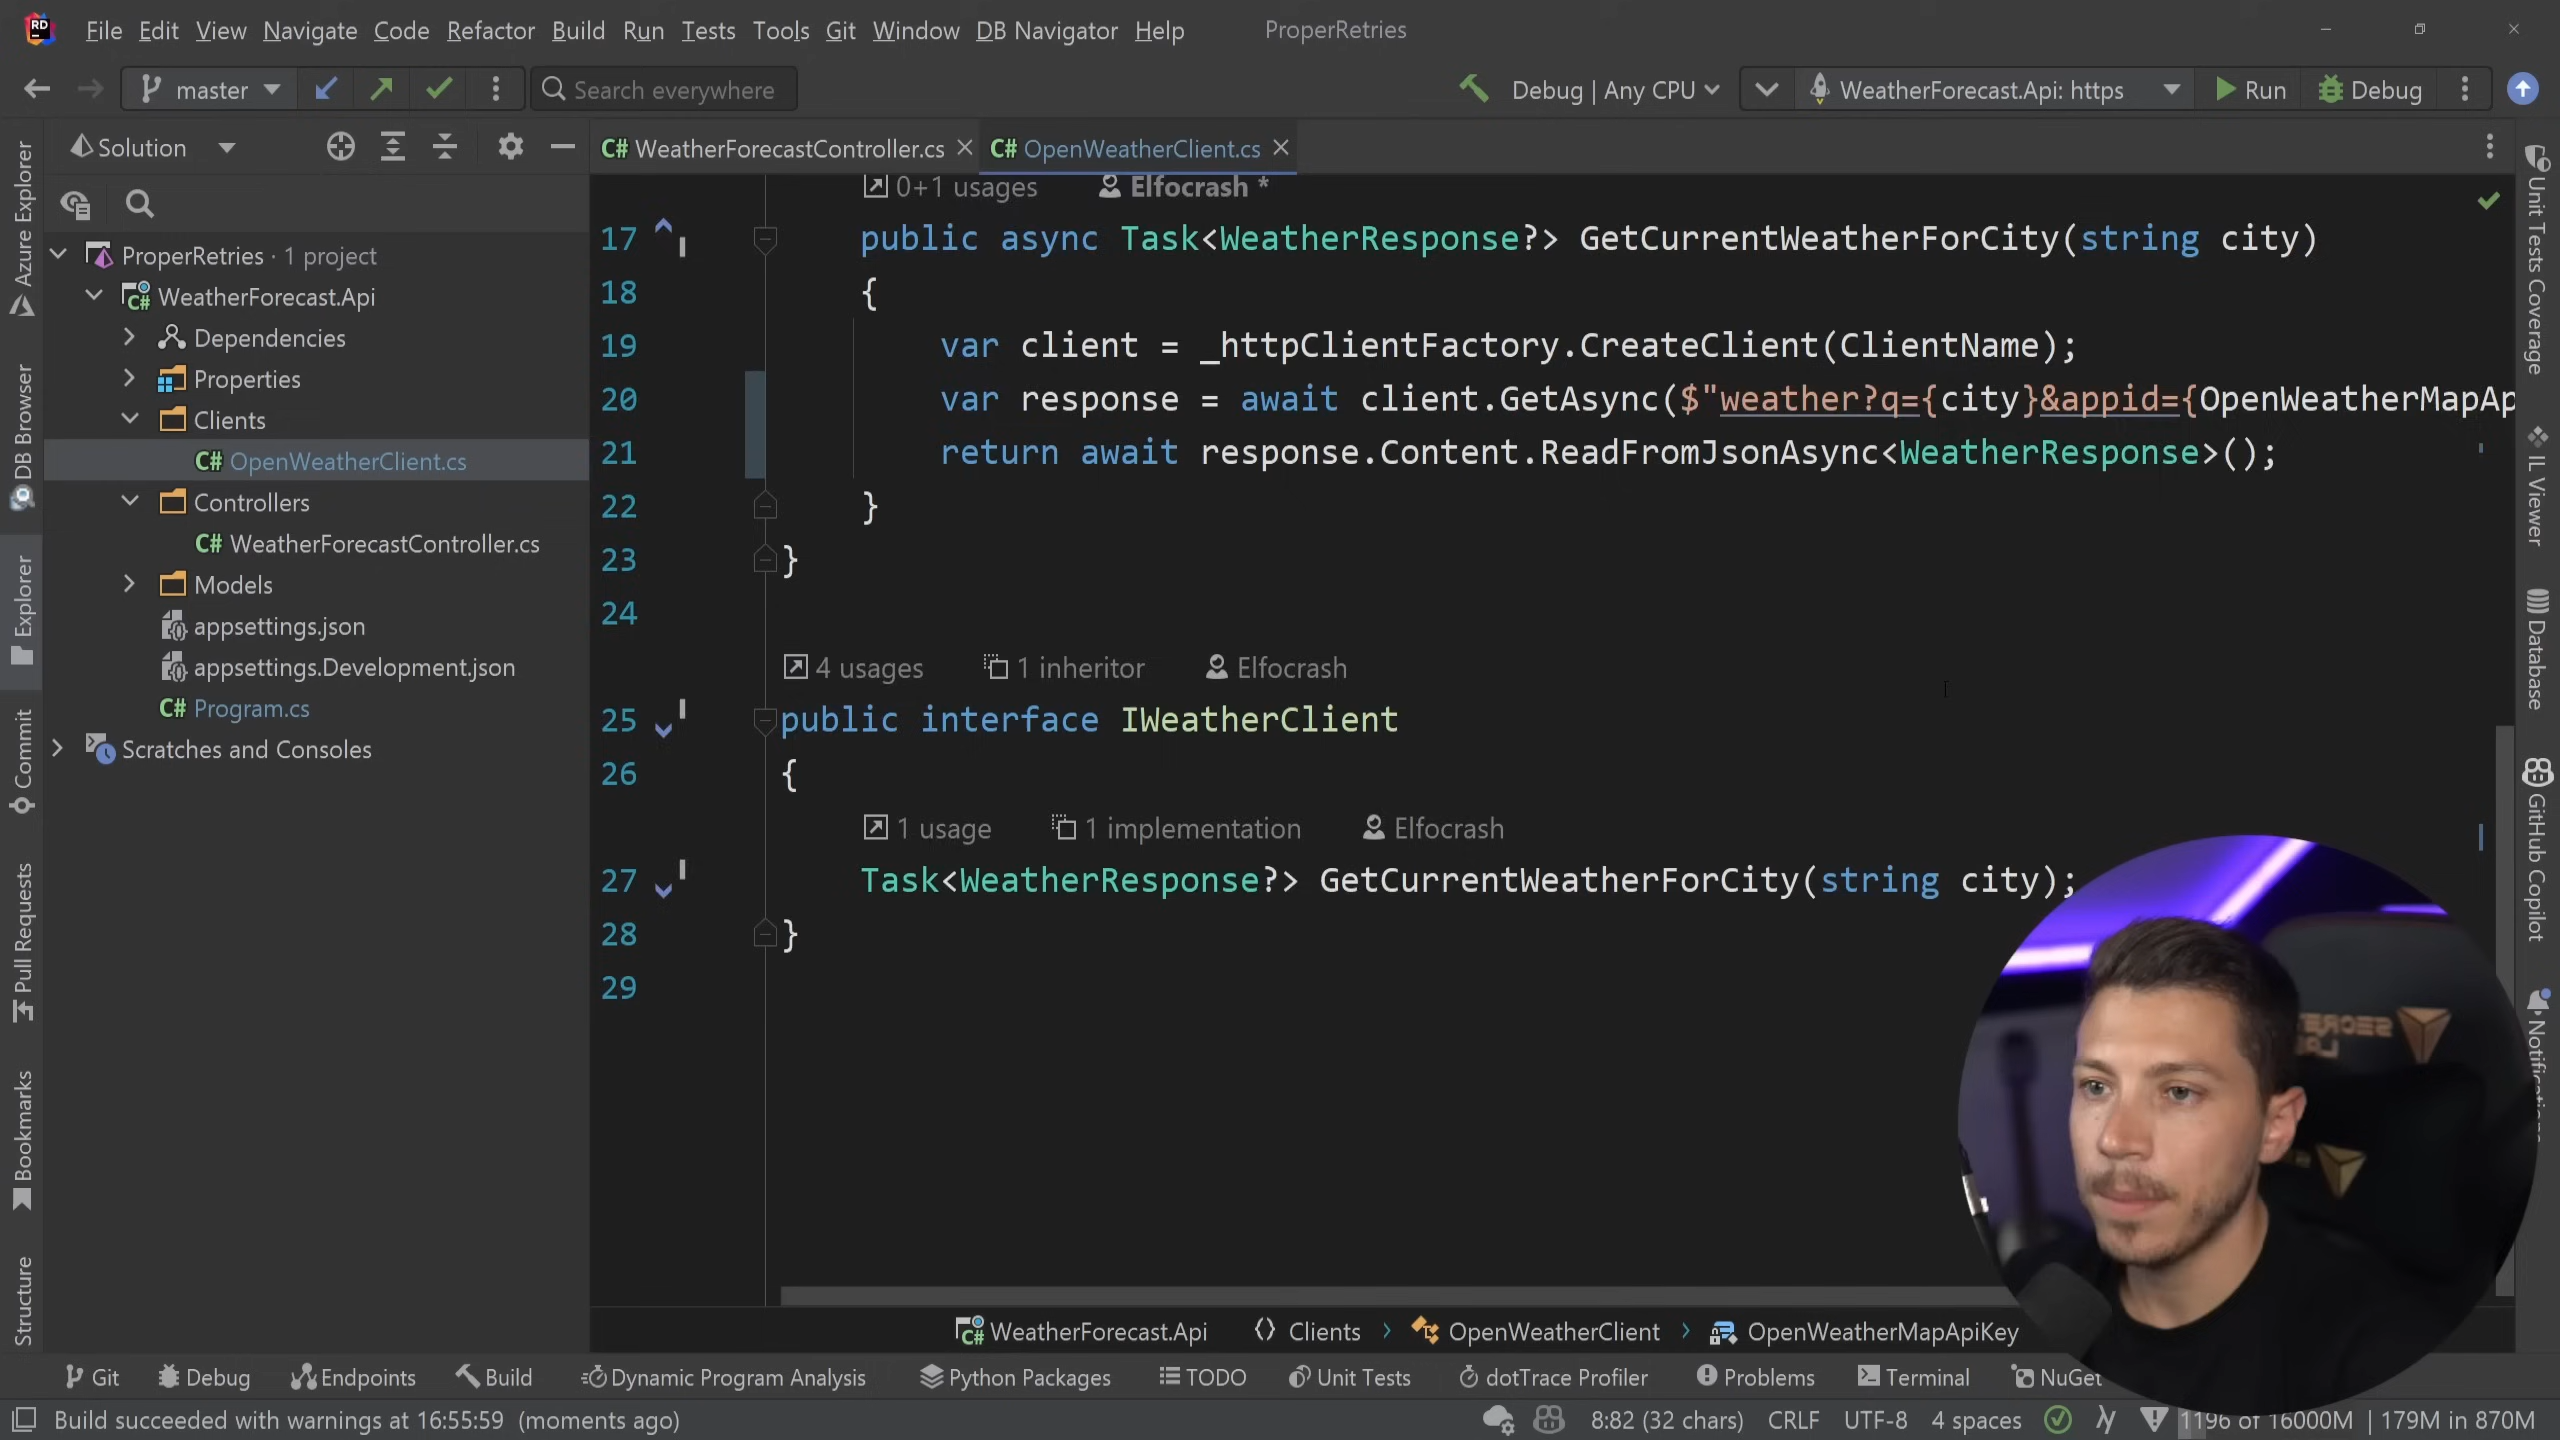 File Edit View Navigate Code Refactor Build Run Tests Tools Git Window DB Navigator Help ProperRetries
master Search everywhere Debug | Any CPU WeatherForecast.Api: https Run Debug
Solution
WeatherForecastController.cs OpenWeatherClient.cs
ProperRetries · 1 project
WeatherForecast.Api
Dependencies
Properties
Clients
C# OpenWeatherClient.cs
Controllers
C# WeatherForecastController.cs
Models
appsettings.json
appsettings.Development.json
C# Program.cs
Scratches and Consoles
0+1 usages Elfocrash *
17 public async Task<WeatherResponse?> GetCurrentWeatherForCity(string city)
18 {
19 var client = _httpClientFactory.CreateClient(ClientName);
20 var response = await client.GetAsync($"weather?q={city}&appid={OpenWeatherMapAp
21 return await response.Content.ReadFromJsonAsync<WeatherResponse>();
22 }
23 }
24
4 usages 1 inheritor Elfocrash
25 public interface IWeatherClient
26 {
1 usage 1 implementation Elfocrash
27 Task<WeatherResponse?> GetCurrentWeatherForCity(string city);
28 }
29
Azure Explorer
DB Browser
Explorer
Commit
Pull Requests
Bookmarks
Structure
Unit Tests Coverage
IL Viewer
Database
GitHub Copilot
Notifications
WeatherForecast.Api Clients OpenWeatherClient OpenWeatherMapApiKey
Git Debug Endpoints Build Dynamic Program Analysis Python Packages TODO Unit Tests dotTrace Profiler Problems Terminal NuGet
Build succeeded with warnings at 16:55:59 (moments ago) 8:82 (32 chars) CRLF UTF-8 4 spaces 1196 of 16000M | 179M in 870M